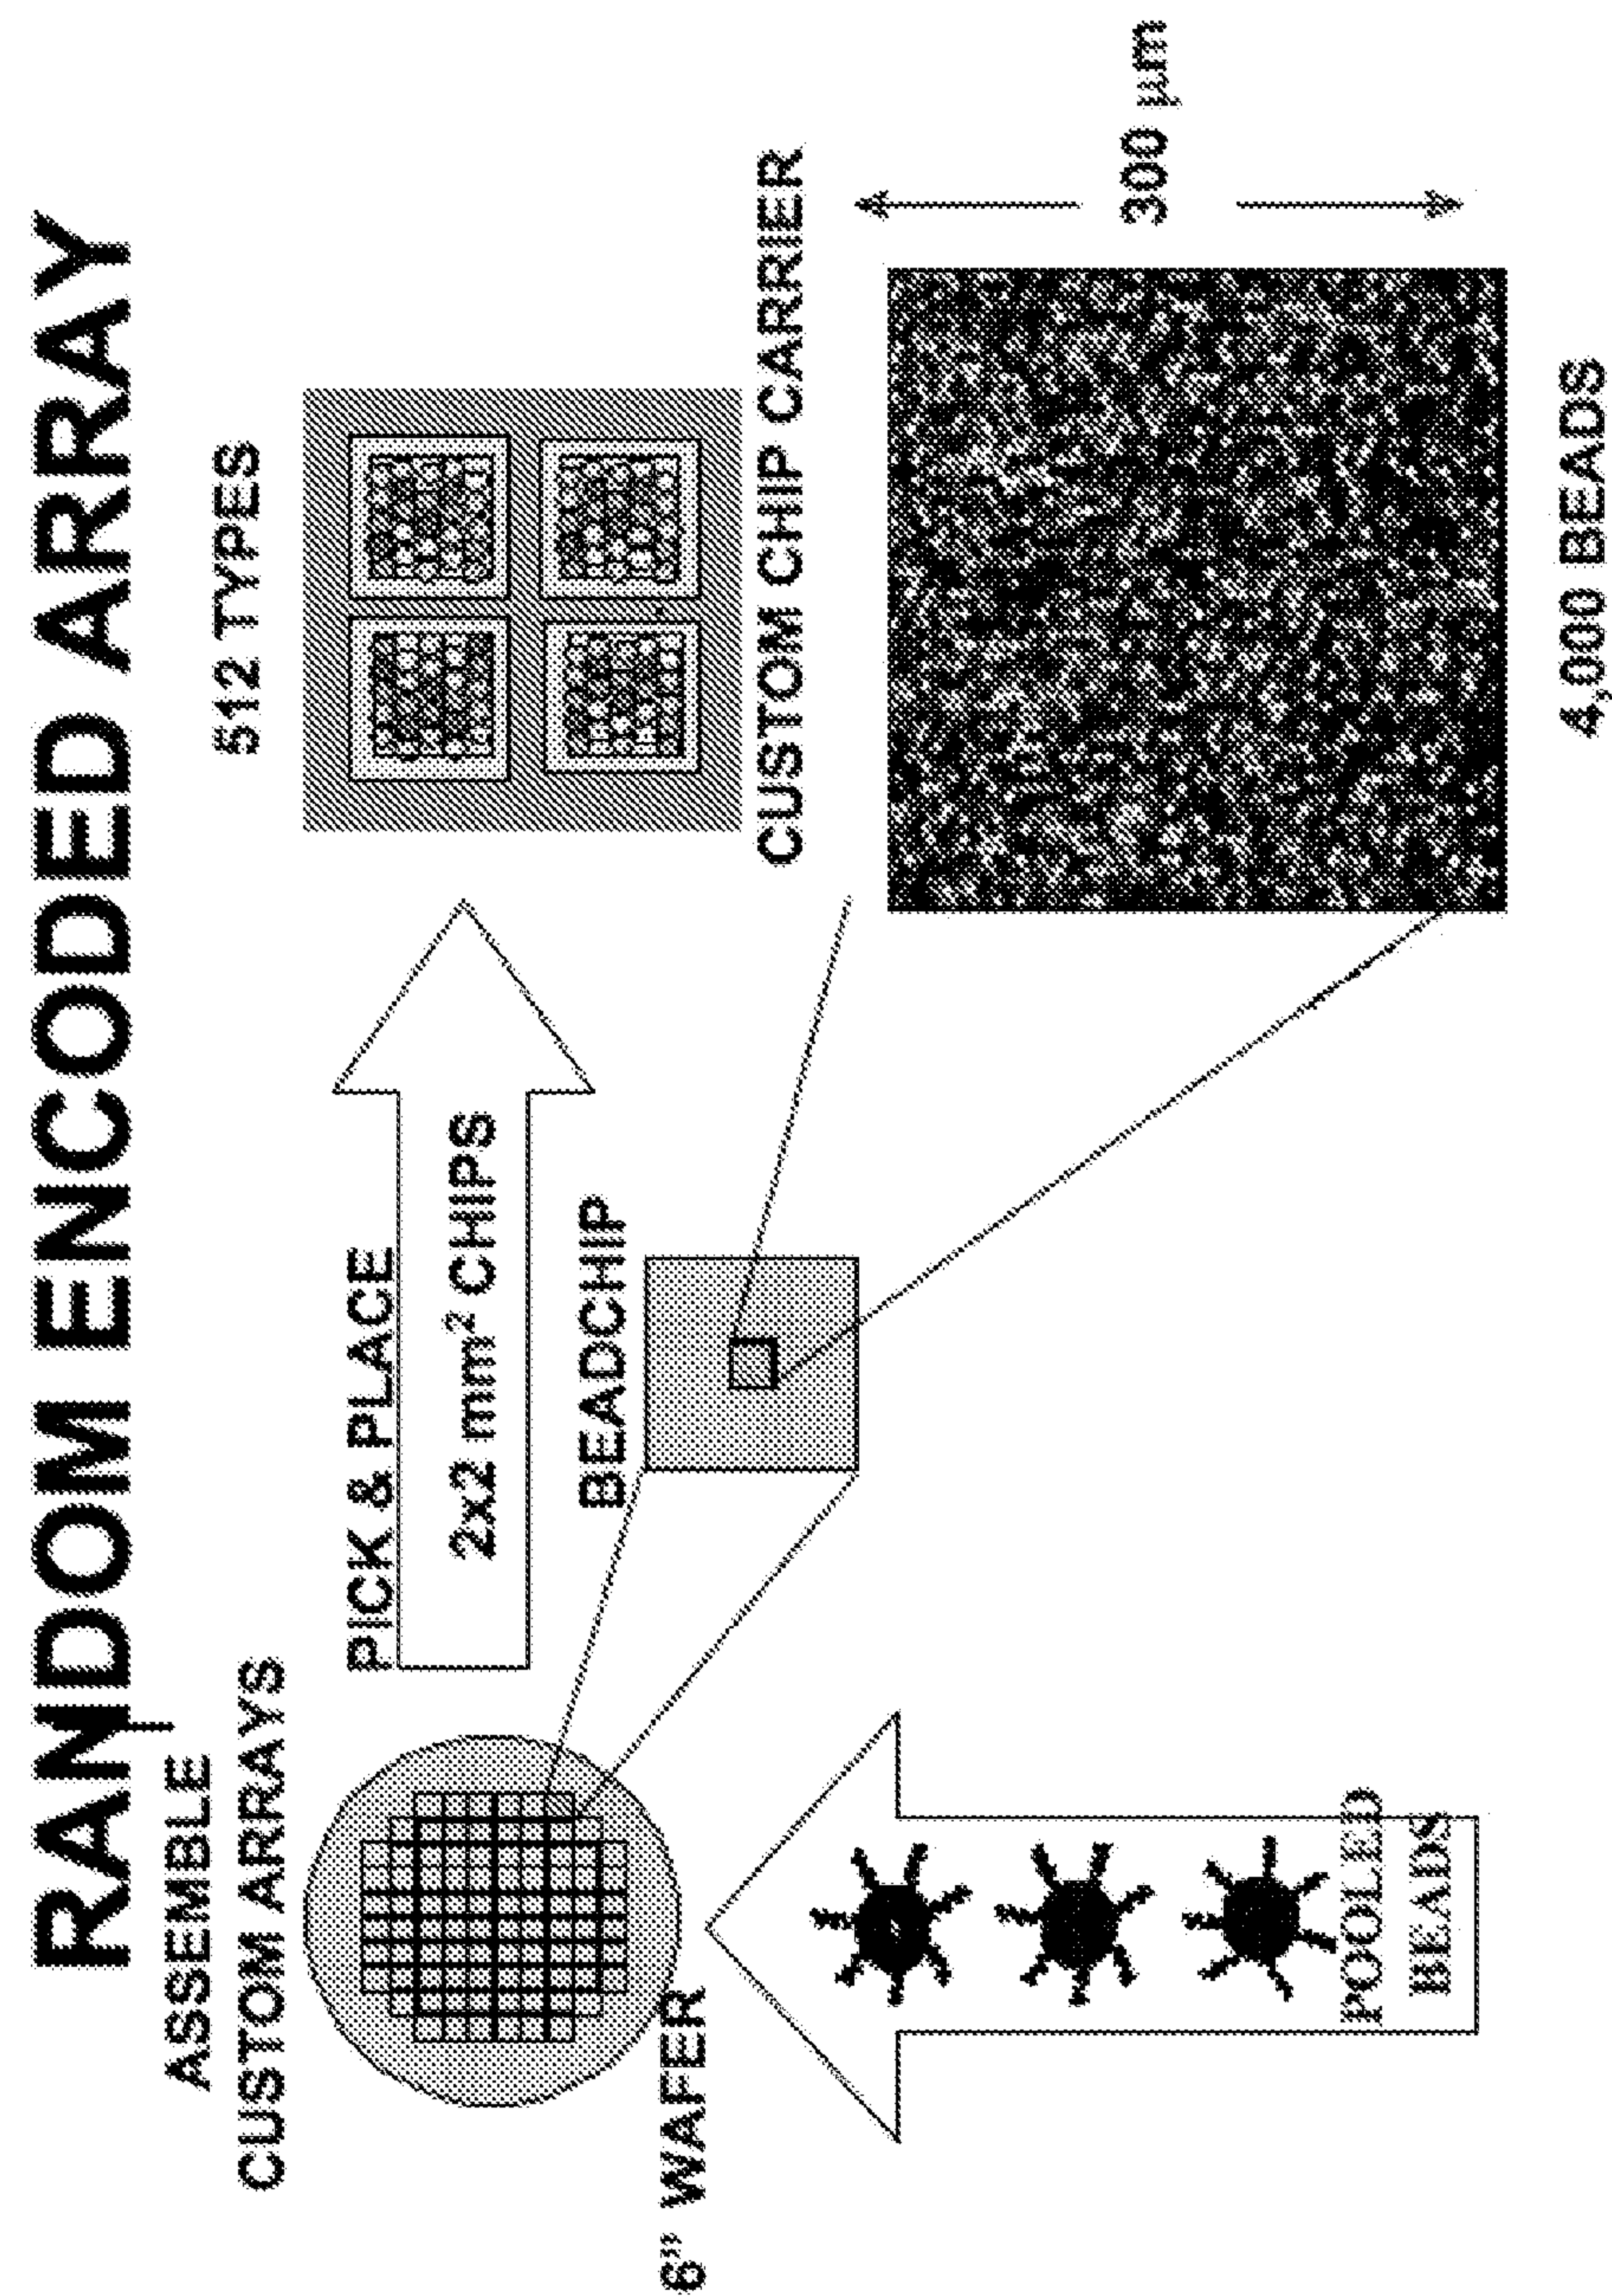 RANDOM ENCODED ARRAY
ASSEMBLE
CUSTOM ARRAYS
6" WAFER
POOLED
BEADS
PICK & PLACE
2x2 mm² CHIPS
BEADCHIP
512 TYPES
CUSTOM CHIP CARRIER
300 µm
4,000 BEADS